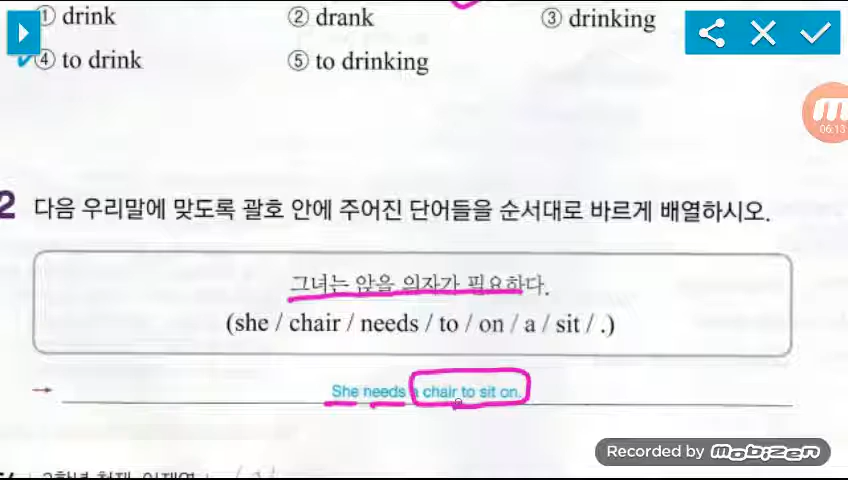 ① drink ② drank ③ drinking
④ to drink ⑤ to drinking
06:13
2 다음 우리말에 맞도록 괄호 안에 주어진 단어들을 순서대로 바르게 배열하시오.
그녀는 앉을 의자가 필요하다.
(she / chair / needs / to / on / a / sit / .)
→ She needs a chair to sit on.
Recorded by Mobizen